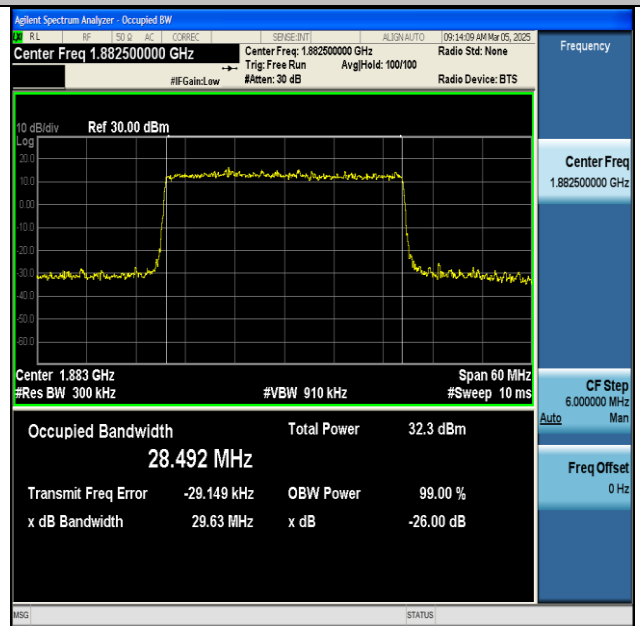 Agilent Spectrum Analyzer - Occupied BW
RL RF 50 Ω AC CORREC SENSE:INT ALIGN AUTO 09:14:09 AM Mar 05, 2025
Center Freq 1.882500000 GHz Center Freq: 1.882500000 GHz Radio Std: None
Trig: Free Run Avg|Hold: 100/100
#IFGain:Low #Atten: 30 dB Radio Device: BTS
Frequency
10 dB/div Ref 30.00 dBm
Log
20.0
10.0
0.00
-10.0
-20.0
-30.0
-40.0
-50.0
-60.0
Center 1.883 GHz Span 60 MHz
#Res BW 300 kHz #VBW 910 kHz #Sweep 10 ms
Occupied Bandwidth Total Power 32.3 dBm
28.492 MHz
Transmit Freq Error -29.149 kHz OBW Power 99.00 %
x dB Bandwidth 29.63 MHz x dB -26.00 dB
Center Freq
1.882500000 GHz
CF Step
6.000000 MHz
Auto Man
Freq Offset
0 Hz
MSG STATUS